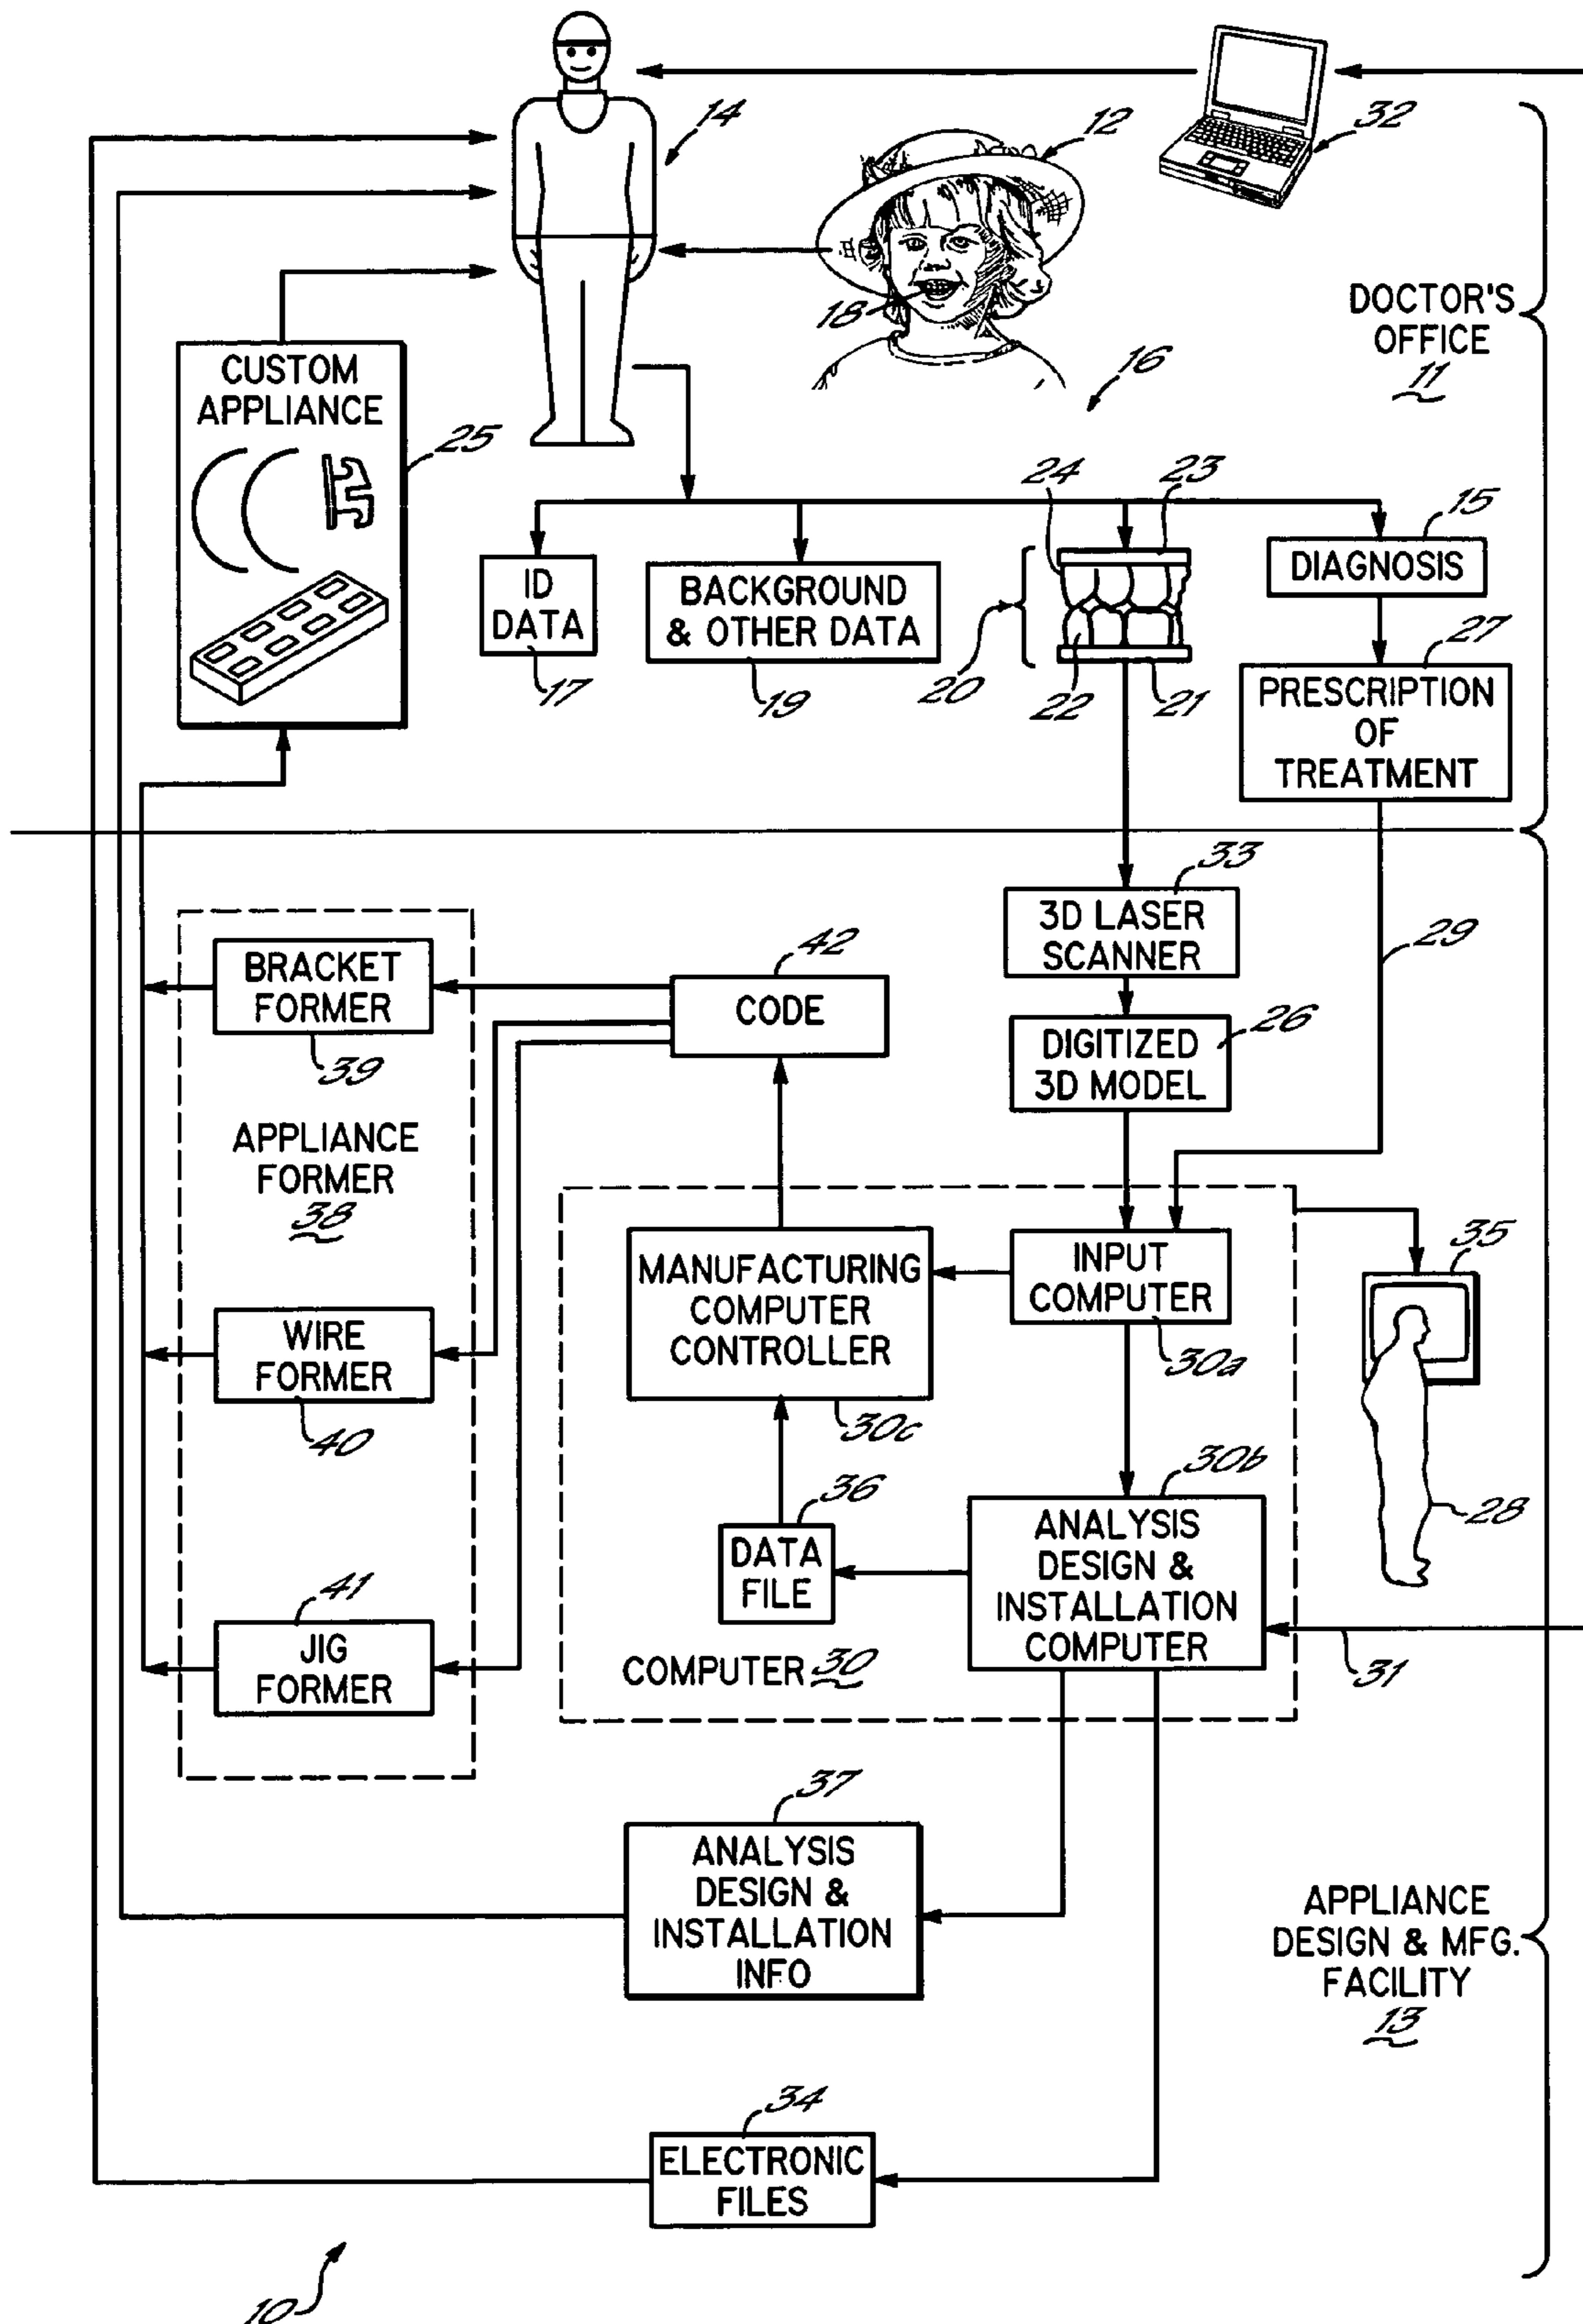 14
12
32
18
DOCTOR'S
OFFICE
11
16
CUSTOM
APPLIANCE
25
24
23
15
ID
DATA
17
BACKGROUND
& OTHER DATA
19
20
22
21
DIAGNOSIS
27
PRESCRIPTION
OF
TREATMENT
33
3D LASER
SCANNER
29
42
CODE
BRACKET
FORMER
39
26
DIGITIZED
3D MODEL
APPLIANCE
FORMER
38
MANUFACTURING
COMPUTER
CONTROLLER
30c
INPUT
COMPUTER
30a
35
WIRE
FORMER
40
36
DATA
FILE
30b
ANALYSIS
DESIGN &
INSTALLATION
COMPUTER
28
41
JIG
FORMER
COMPUTER 30
31
37
ANALYSIS
DESIGN &
INSTALLATION
INFO
APPLIANCE
DESIGN & MFG.
FACILITY
13
34
ELECTRONIC
FILES
10